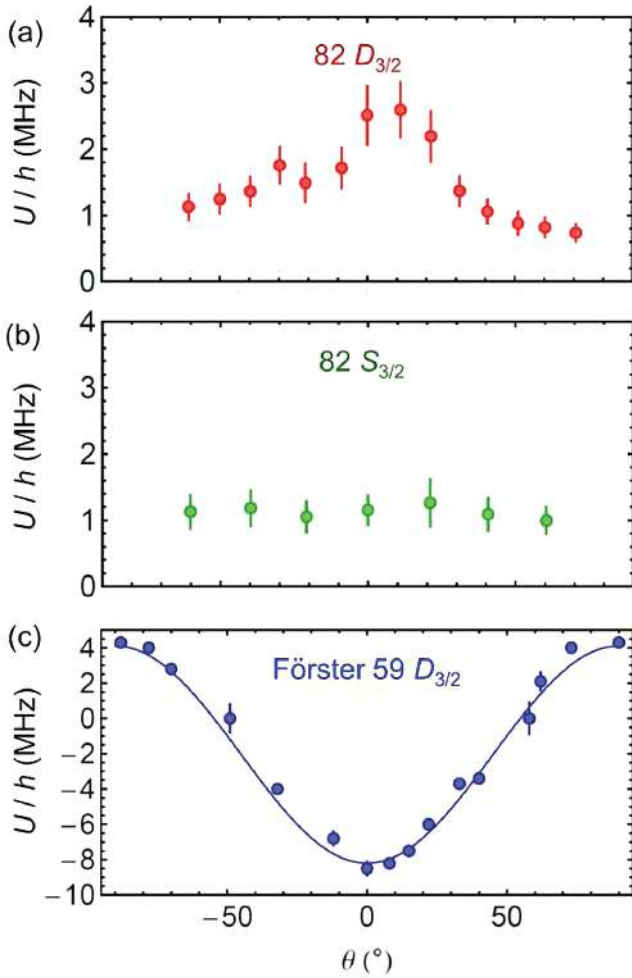 (a)
82 D3/2
U / h (MHz)
4
3
2
1
0
(b)
82 S3/2
U / h (MHz)
4
3
2
1
0
(c)
Förster 59 D3/2
U / h (MHz)
4
2
0
−2
−4
−6
−8
−10
−50 0 50
θ (°)